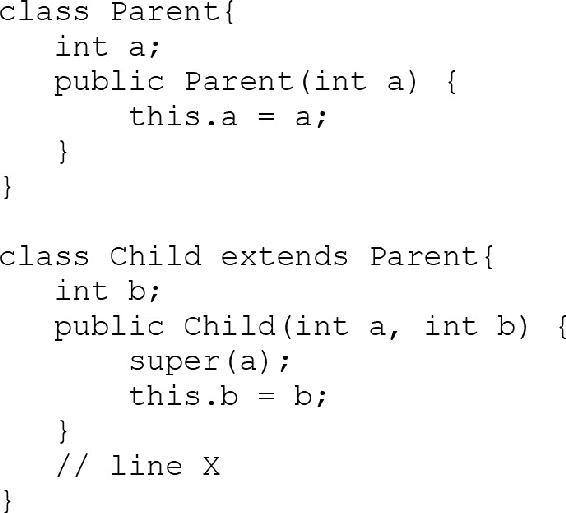 class Parent{
    int a;
    public Parent(int a) {
        this.a = a;
    }
}

class Child extends Parent{
    int b;
    public Child(int a, int b) {
        super(a);
        this.b = b;
    }
    // line X
}